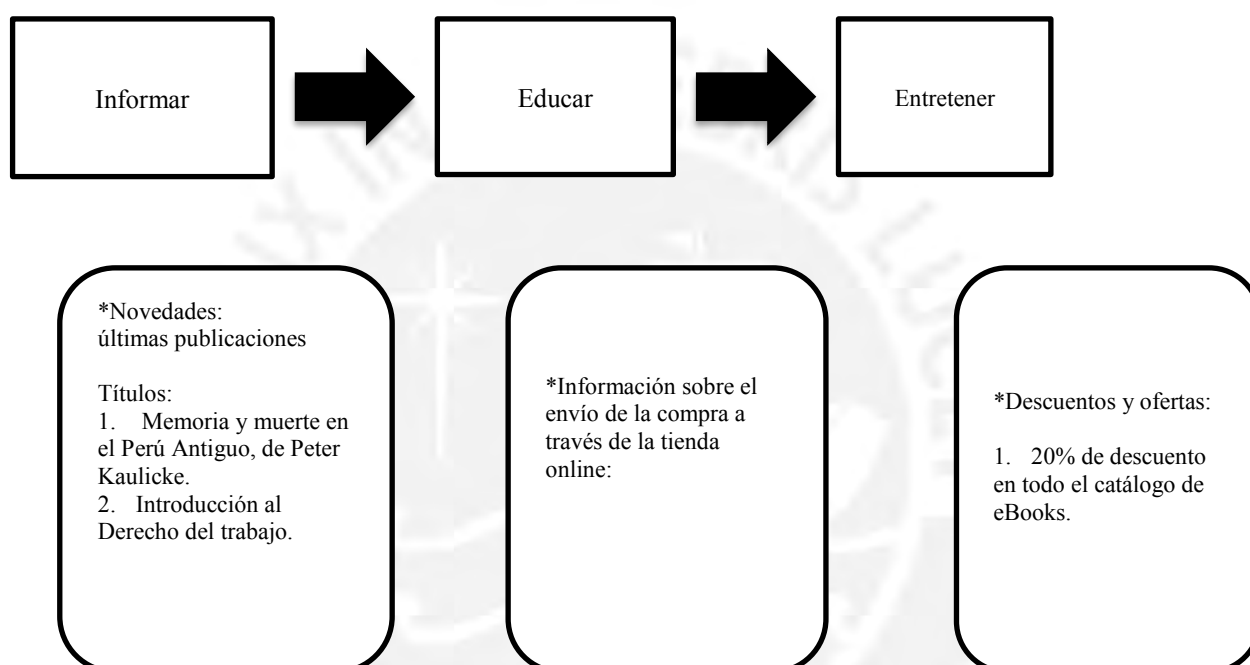 Informar
Educar
Entretener
*Novedades:
últimas publicaciones
Títulos:
1. Memoria y muerte en
el Perú Antiguo, de Peter
Kaulicke.
2. Introducción al
Derecho del trabajo.
*Información sobre el
envío de la compra a
través de la tienda
online:
*Descuentos y ofertas:
1. 20% de descuento
en todo el catálogo de
eBooks.